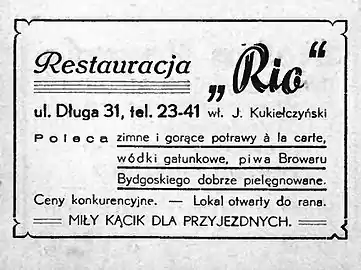 Restauracja „Rio“
ul. Długa 31, tel. 23-41 wł. J. Kukiełczyński
Poleca zimne i gorące potrawy à la carte,
wódki gatunkowe, piwa Browaru
Bydgoskiego dobrze pielęgnowane.
Ceny konkurencyjne. — Lokal otwarty do rana.
MIŁY KĄCIK DLA PRZYJEZDNYCH.